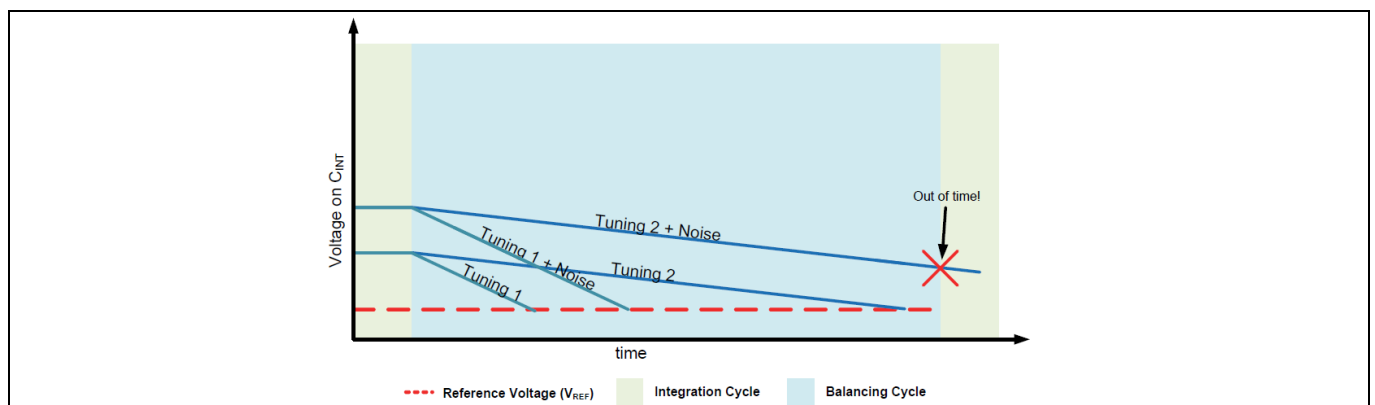 Voltage on CINT
Out of time!
Tuning 2 + Noise
Tuning 1 + Noise
Tuning 2
Tuning 1
time
Reference Voltage (VREF)
Integration Cycle
Balancing Cycle